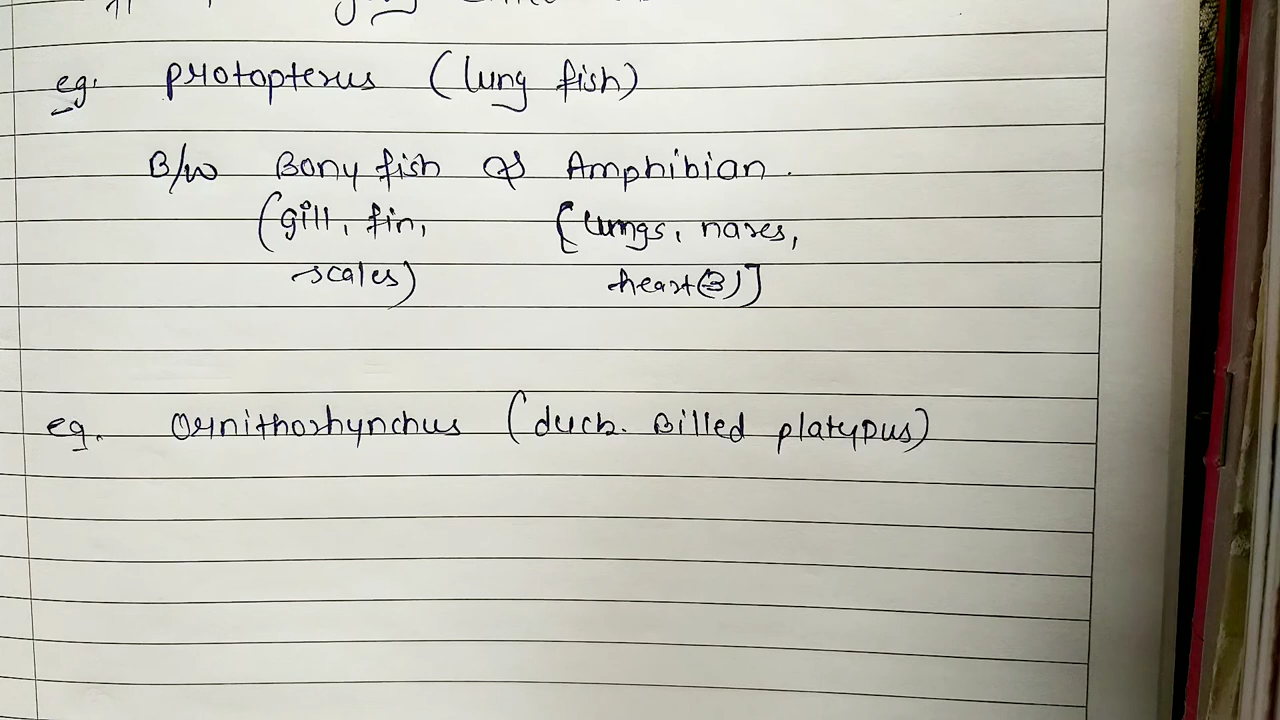 eg. Protopterus (lung fish)
B/w Bony fish & Amphibian.
(gill, fin, [lungs, nares,
scales) heart(3)]
eg. Ornithorhynchus (duck. Billed platypus)